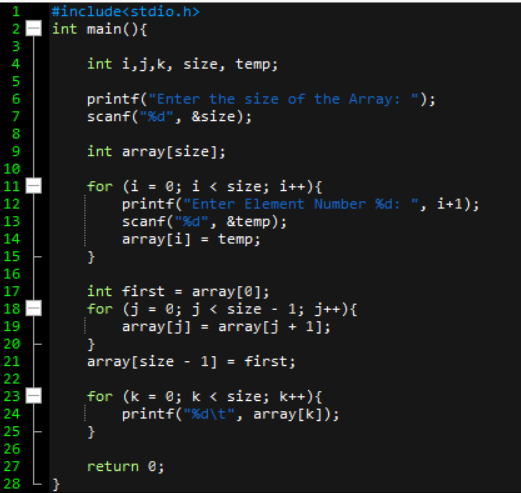 1 #include<stdio.h>
2 int main(){
3
4 int i,j,k, size, temp;
5
6 printf("Enter the size of the Array: ");
7 scanf("%d", &size);
8
9 int array[size];
10
11 for (i = 0; i < size; i++){
12 printf("Enter Element Number %d: ", i+1);
13 scanf("%d", &temp);
14 array[i] = temp;
15 }
16
17 int first = array[0];
18 for (j = 0; j < size - 1; j++){
19 array[j] = array[j + 1];
20 }
21 array[size - 1] = first;
22
23 for (k = 0; k < size; k++){
24 printf("%d\t", array[k]);
25 }
26
27 return 0;
28 }